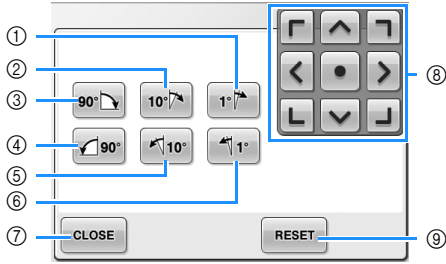 ①
②
③ 90° 10° 1° ⑧
④ 90° 10° 1°
⑤
⑥
⑦ CLOSE RESET ⑨